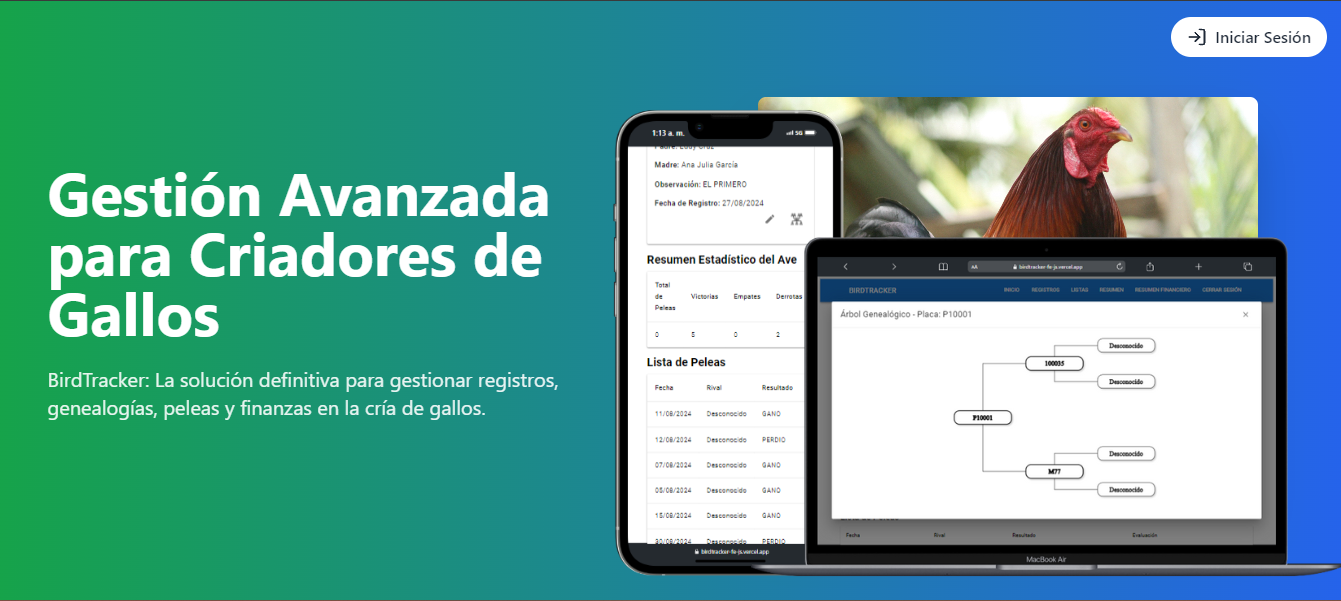 Iniciar Sesión
Gestión Avanzada
para Criadores de
Gallos
BirdTracker: La solución definitiva para gestionar registros,
genealogías, peleas y finanzas en la cría de gallos.
1:13 a. m.
5G
Madre: Ana Julia García
Observación: EL PRIMERO
Fecha de Registro: 27/08/2024
Resumen Estadístico del Ave
Total de Peleas Victorias Empates Derrotas
0 5 0 2
Lista de Peleas
Fecha Rival Resultado
11/08/2024 Desconocido GANO
12/08/2024 Desconocido PERDIO
07/08/2024 Desconocido GANO
05/08/2024 Desconocido GANO
15/08/2024 Desconocido GANO
30/08/2024 Desconocido PERDIO
birdtracker-fe-js.vercel.app
AA birdtracker-fe-js.vercel.app
BIRDTRACKER INICIO REGISTROS LISTAS RESUMEN RESUMEN FINANCIERO CERRAR SESIÓN
Árbol Genealógico - Placa: P10001 ×
Desconocido
100035
Desconocido
P10001
Desconocido
M77
Desconocido
Fecha Rival Resultado Evaluación
MacBook Air